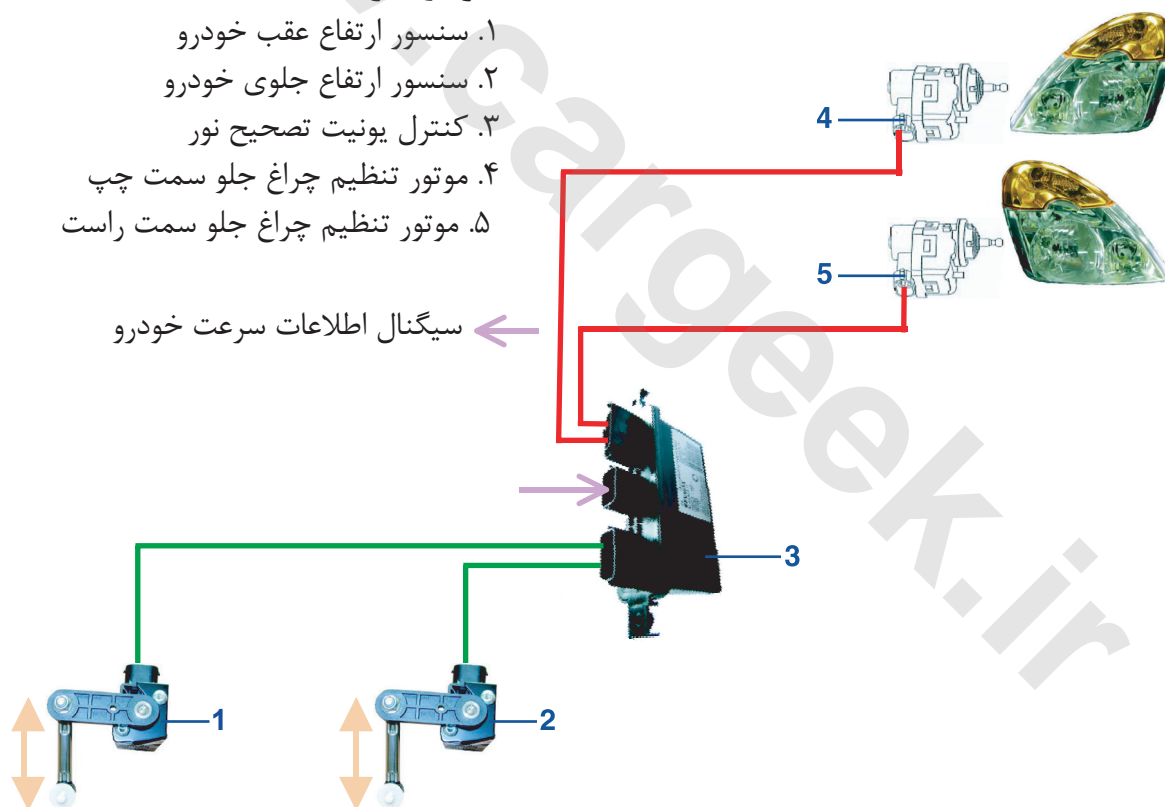 ۱. سنسور ارتفاع عقب خودرو
۲. سنسور ارتفاع جلوی خودرو
۳. کنترل یونیت تصحیح نور
۴. موتور تنظیم چراغ جلو سمت چپ
۵. موتور تنظیم چراغ جلو سمت راست
سیگنال اطلاعات سرعت خودرو
4
5
3
1
2
.cargeek.ir